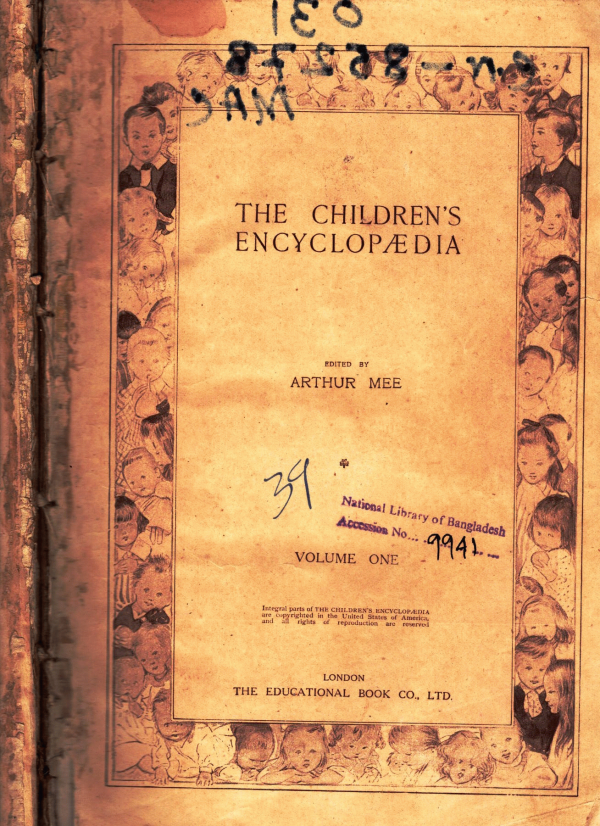 031
MAC
THE CHILDREN'S
ENCYCLOPÆDIA
EDITED BY
ARTHUR MEE
39
National Library of Bangladesh
Accession No... 9941
VOLUME ONE
Integral parts of THE CHILDREN'S ENCYCLOPÆDIA
are copyrighted in the United States of America,
and all rights of reproduction are reserved
LONDON
THE EDUCATIONAL BOOK CO., LTD.